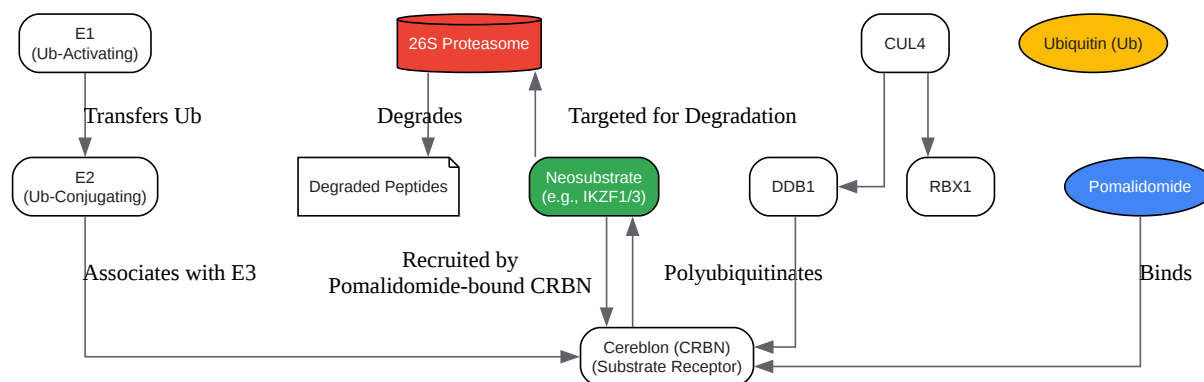 E1
(Ub-Activating)
26S Proteasome
CUL4
Ubiquitin (Ub)
Transfers Ub
Degrades
Targeted for Degradation
E2
(Ub-Conjugating)
Degraded Peptides
Neosubstrate
(e.g., IKZF1/3)
DDB1
RBX1
Pomalidomide
Associates with E3
Recruited by
Pomalidomide-bound CRBN
Polyubiquitinates
Binds
Cereblon (CRBN)
(Substrate Receptor)